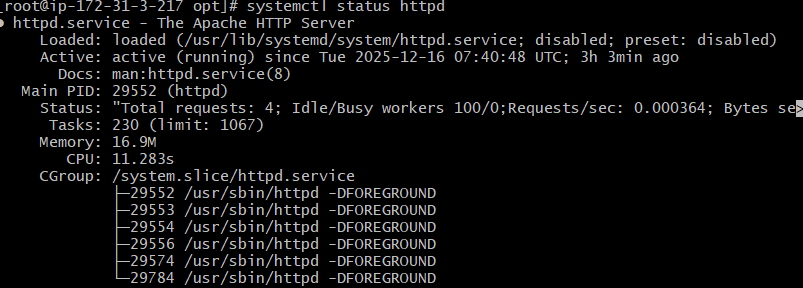 [root@ip-172-31-3-217 opt]# systemctl status httpd
● httpd.service - The Apache HTTP Server
Loaded: loaded (/usr/lib/systemd/system/httpd.service; disabled; preset: disabled)
Active: active (running) since Tue 2025-12-16 07:40:48 UTC; 3h 3min ago
Docs: man:httpd.service(8)
Main PID: 29552 (httpd)
Status: "Total requests: 4; Idle/Busy workers 100/0;Requests/sec: 0.000364; Bytes se>
Tasks: 230 (limit: 1067)
Memory: 16.9M
CPU: 11.283s
CGroup: /system.slice/httpd.service
├─29552 /usr/sbin/httpd -DFOREGROUND
├─29553 /usr/sbin/httpd -DFOREGROUND
├─29554 /usr/sbin/httpd -DFOREGROUND
├─29556 /usr/sbin/httpd -DFOREGROUND
├─29574 /usr/sbin/httpd -DFOREGROUND
└─29784 /usr/sbin/httpd -DFOREGROUND